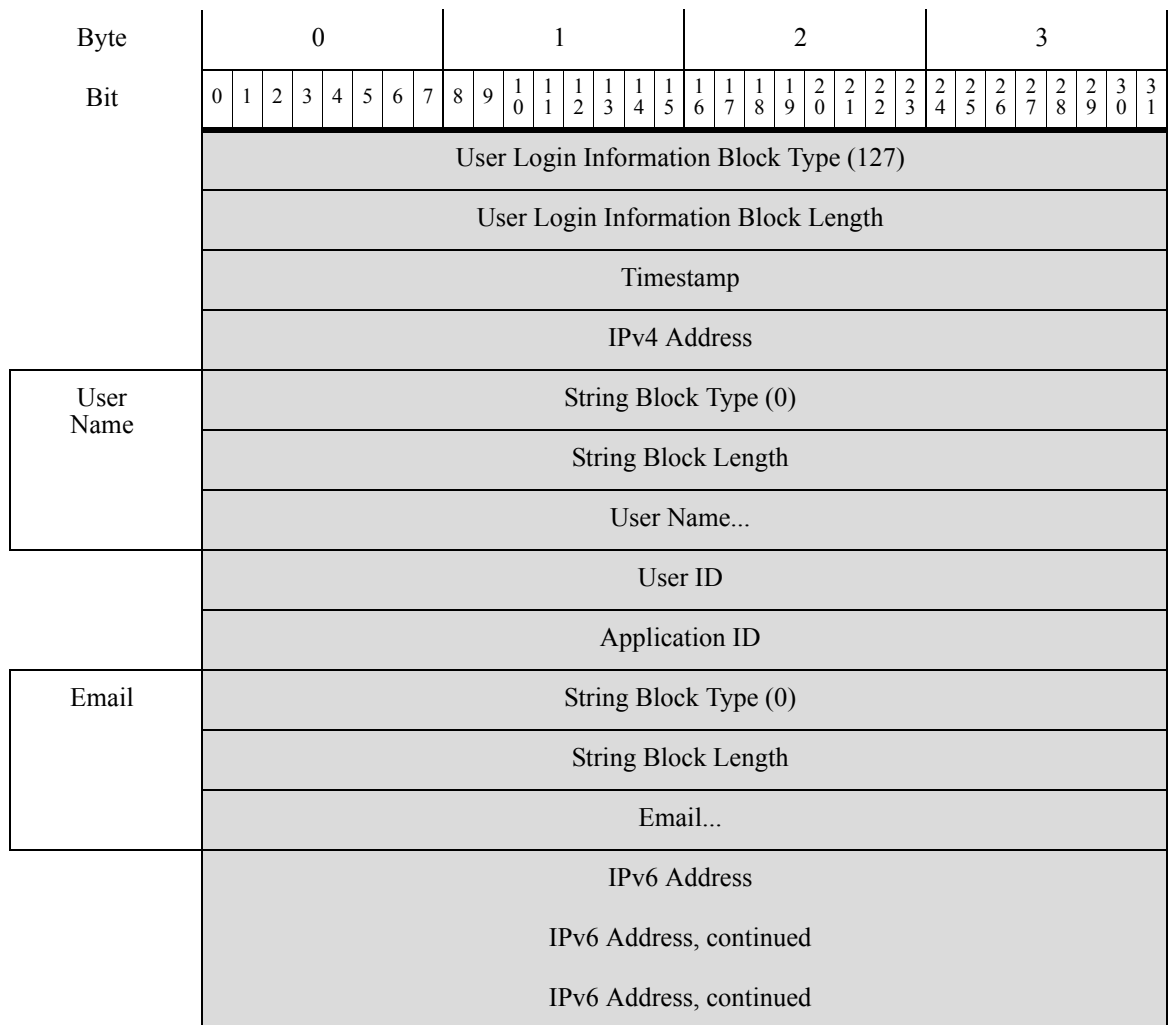 Byte 0 1 2 3
Bit 0 1 2 3 4 5 6 7 8 9 10 11 12 13 14 15 16 17 18 19 20 21 22 23 24 25 26 27 28 29 30 31
User Login Information Block Type (127)
User Login Information Block Length
Timestamp
IPv4 Address
User
Name
String Block Type (0)
String Block Length
User Name...
User ID
Application ID
Email
String Block Type (0)
String Block Length
Email...
IPv6 Address
IPv6 Address, continued
IPv6 Address, continued